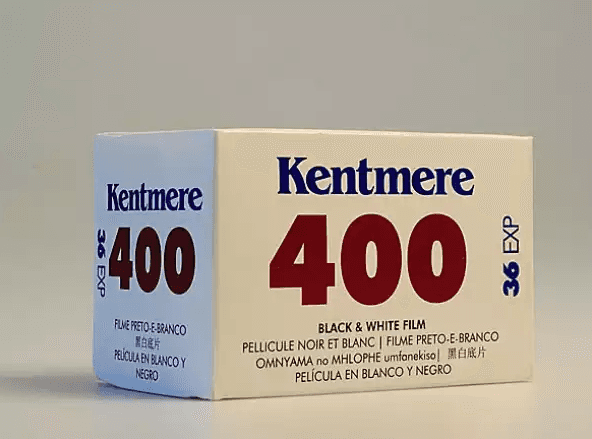 Kentmere
400
36 EXP
FILME PRETO-E-BRANCO
黑白底片
PELÍCULA EN BLANCO Y
NEGRO
Kentmere
400
36 EXP
BLACK & WHITE FILM
PELLICULE NOIR ET BLANC | FILME PRETO-E-BRANCO
OMNYAMA no MHLOPHE umfanekiso| 黑白底片
PELÍCULA EN BLANCO Y NEGRO